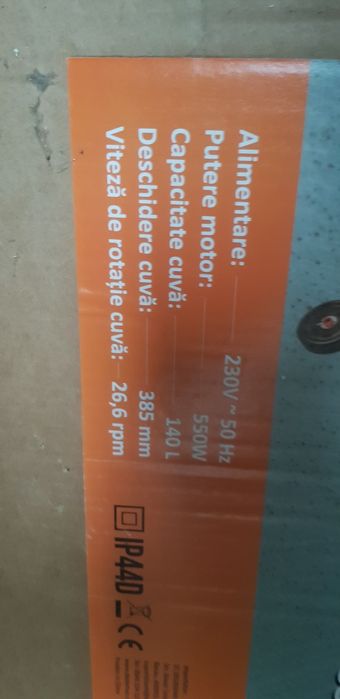 Alimentare: 230V ~ 50 Hz
Putere motor: 550W
Capacitate cuvă: 140 L
Deschidere cuvă: 385 mm
Viteză de rotație cuvă: 26,6 rpm
IP44D CE